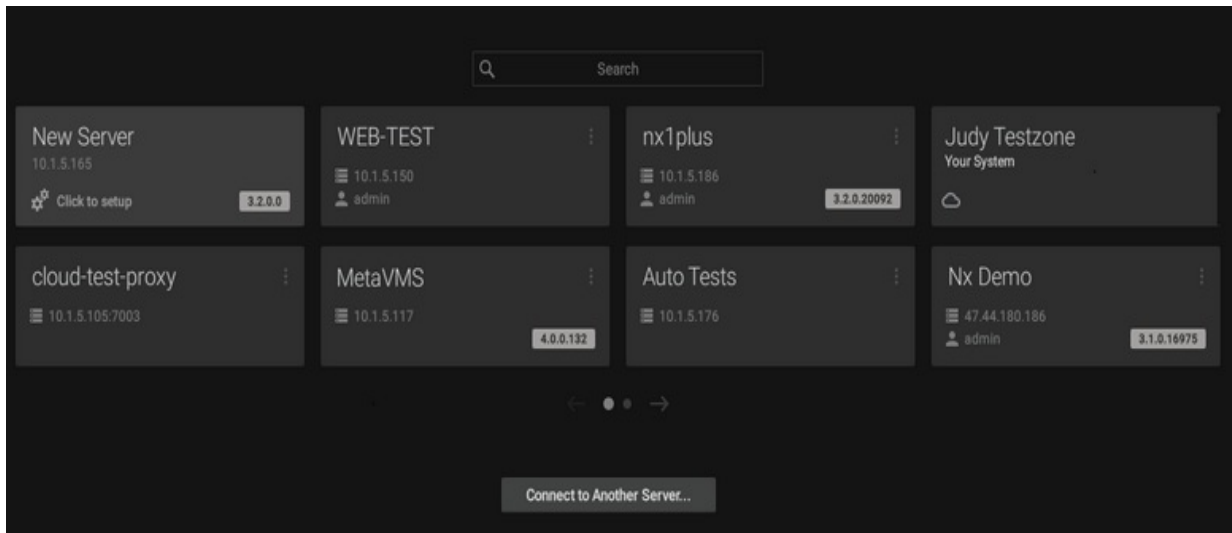 Search
New Server
10.1.5.165
Click to setup
3.2.0.0
WEB-TEST
10.1.5.150
admin
nx1plus
10.1.5.186
admin
3.2.0.20092
Judy Testzone
Your System
cloud-test-proxy
10.1.5.105:7003
MetaVMS
10.1.5.117
4.0.0.132
Auto Tests
10.1.5.176
Nx Demo
47.44.180.186
admin
3.1.0.16975
Connect to Another Server...